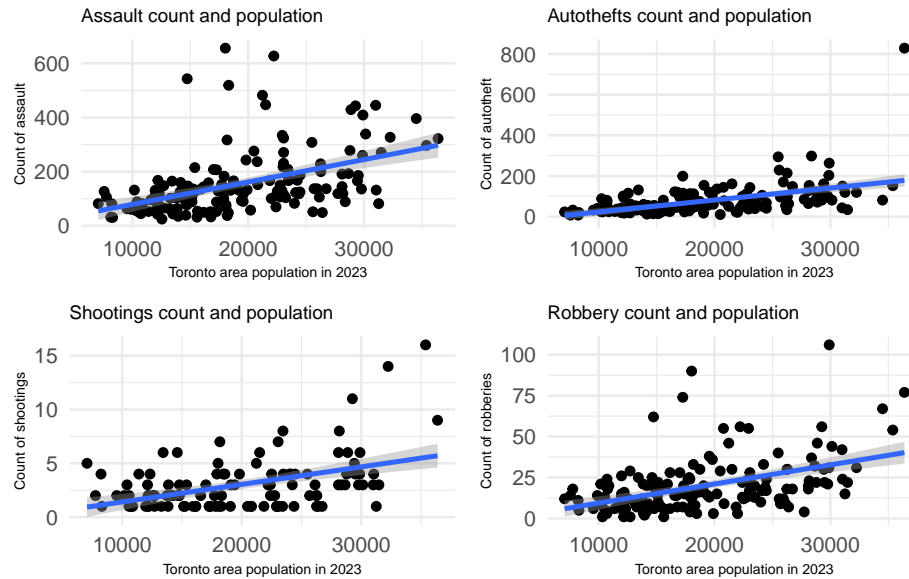 Assault count and population
Count of assault
600
400
200
0
10000 20000 30000
Toronto area population in 2023
Autothefts count and population
Count of autotheft
800
600
400
200
0
10000 20000 30000
Toronto area population in 2023
Shootings count and population
Count of shootings
15
10
5
0
10000 20000 30000
Toronto area population in 2023
Robbery count and population
Count of robberies
100
75
50
25
0
10000 20000 30000
Toronto area population in 2023